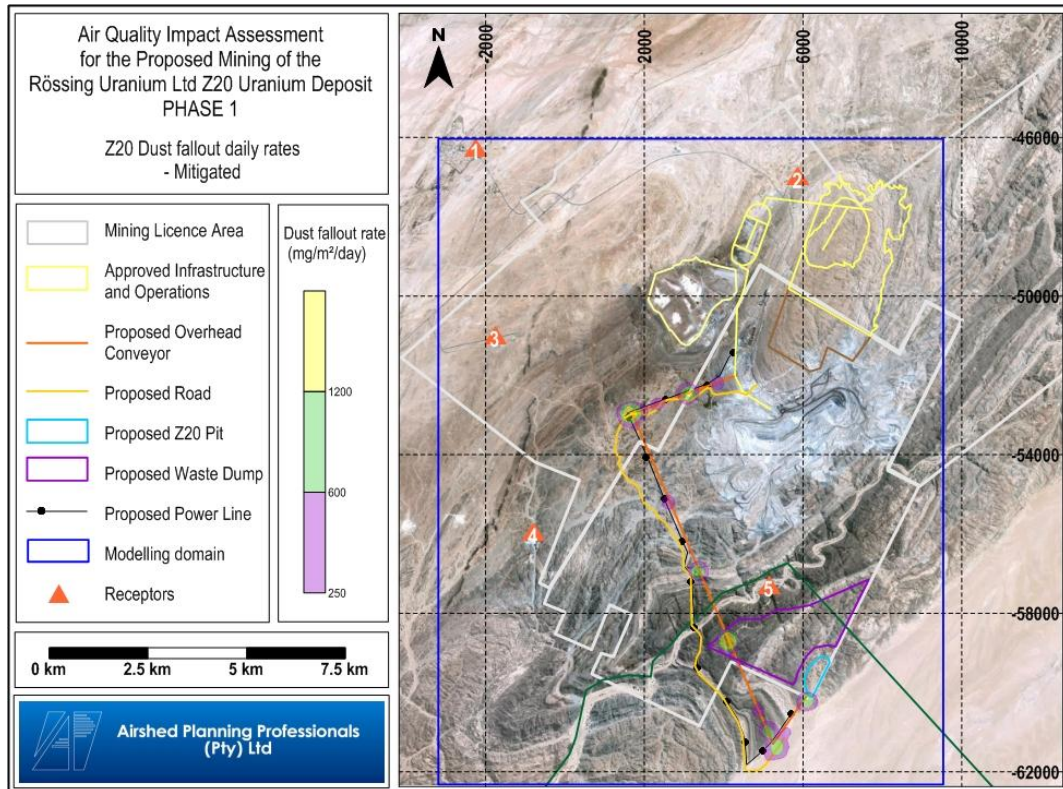 Air Quality Impact Assessment
for the Proposed Mining of the
Rössing Uranium Ltd Z20 Uranium Deposit
PHASE 1
Z20 Dust fallout daily rates
- Mitigated
Mining Licence Area
Approved Infrastructure
and Operations
Proposed Overhead
Conveyor
Proposed Road
Proposed Z20 Pit
Proposed Waste Dump
Proposed Power Line
Modelling domain
Receptors
Dust fallout rate
(mg/m²/day)
1200
600
250
0 km 2.5 km 5 km 7.5 km
Airshed Planning Professionals
(Pty) Ltd
N
-2000
2000
6000
10000
-46000
-50000
-54000
-58000
-62000
1
2
3
4
5